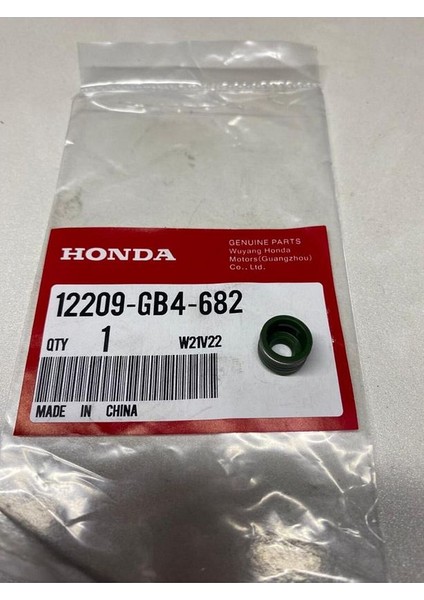 HONDA
GENUINE PARTS
Wuyang Honda
Motors(Guangzhou)
Co., Ltd.
12209-GB4-682
QTY 1 W21V22
MADE IN CHINA